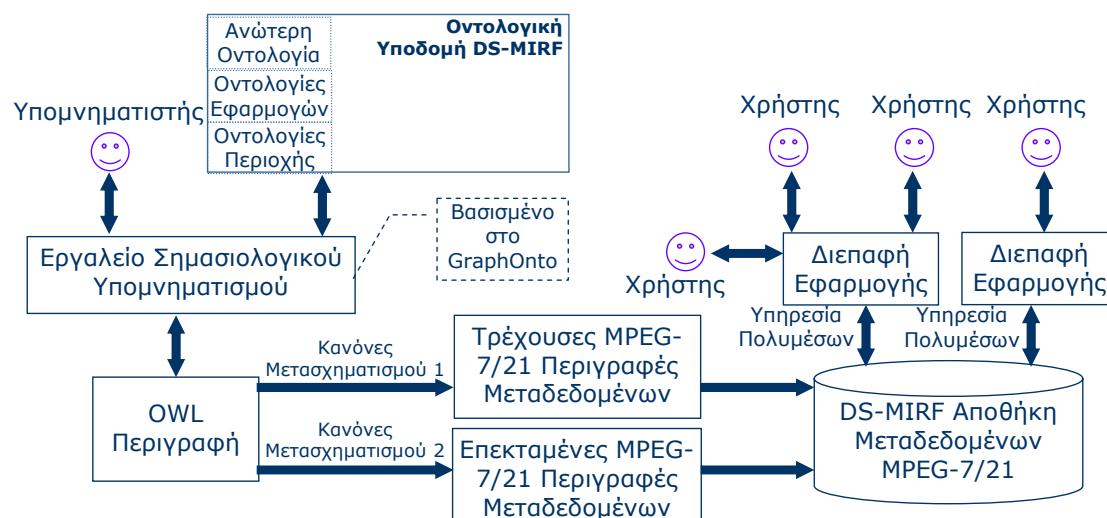 Ανώτερη
Οντολογία
Οντολογική
Υποδομή DS-MIRF
Οντολογίες
Εφαρμογών
Οντολογίες
Περιοχής
Υπομνηματιστής
Χρήστης
Χρήστης
Χρήστης
Βασισμένο
στο
GraphOnto
Εργαλείο Σημασιολογικού
Υπομνηματισμού
Χρήστης
Διεπαφή
Εφαρμογής
Διεπαφή
Εφαρμογής
Υπηρεσία
Πολυμέσων
Υπηρεσία
Πολυμέσων
Κανόνες
Μετασχηματισμού 1
Τρέχουσες MPEG-
7/21 Περιγραφές
Μεταδεδομένων
OWL
Περιγραφή
Κανόνες
Μετασχηματισμού 2
Επεκταμένες MPEG-
7/21 Περιγραφές
Μεταδεδομένων
DS-MIRF Αποθήκη
Μεταδεδομένων
MPEG-7/21